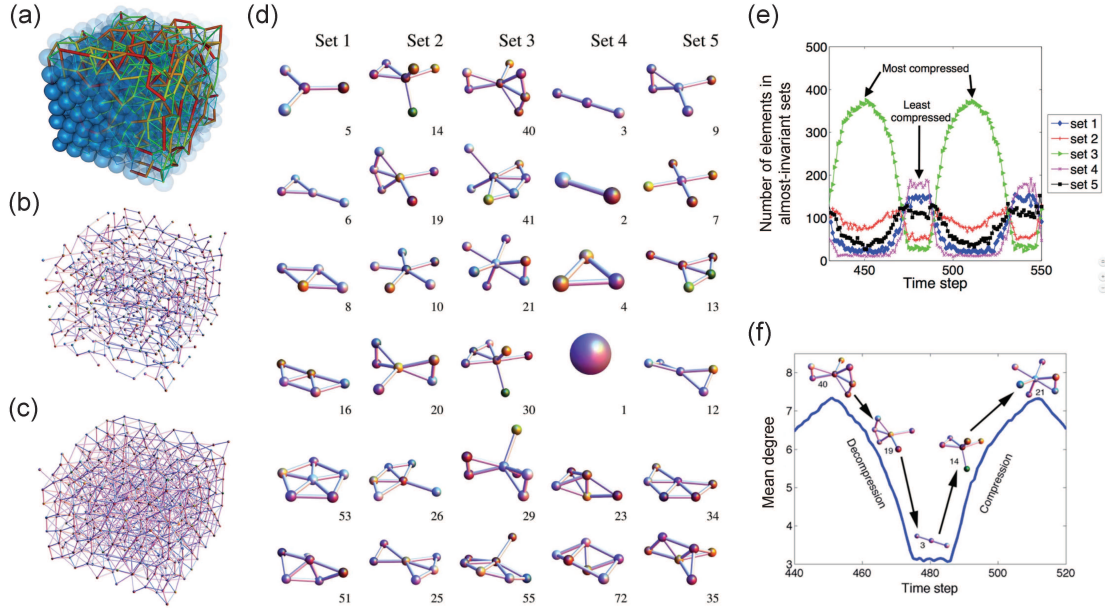 (a)
(b)
(c)
(d)
Set 1 Set 2 Set 3 Set 4 Set 5
5 14 40 3 9
6 19 41 2 7
8 10 21 4 13
16 20 30 1 12
53 26 29 23 34
51 25 55 72 35
(e)
Number of elements in
almost-invariant sets
500
400
300
200
100
0
Most compressed
Least
compressed
set 1
set 2
set 3
set 4
set 5
450 500 550
Time step
(f)
Mean degree
8
7
6
5
4
3
40
19
3
14
21
Decompression
Compression
440 460 480 500 520
Time step